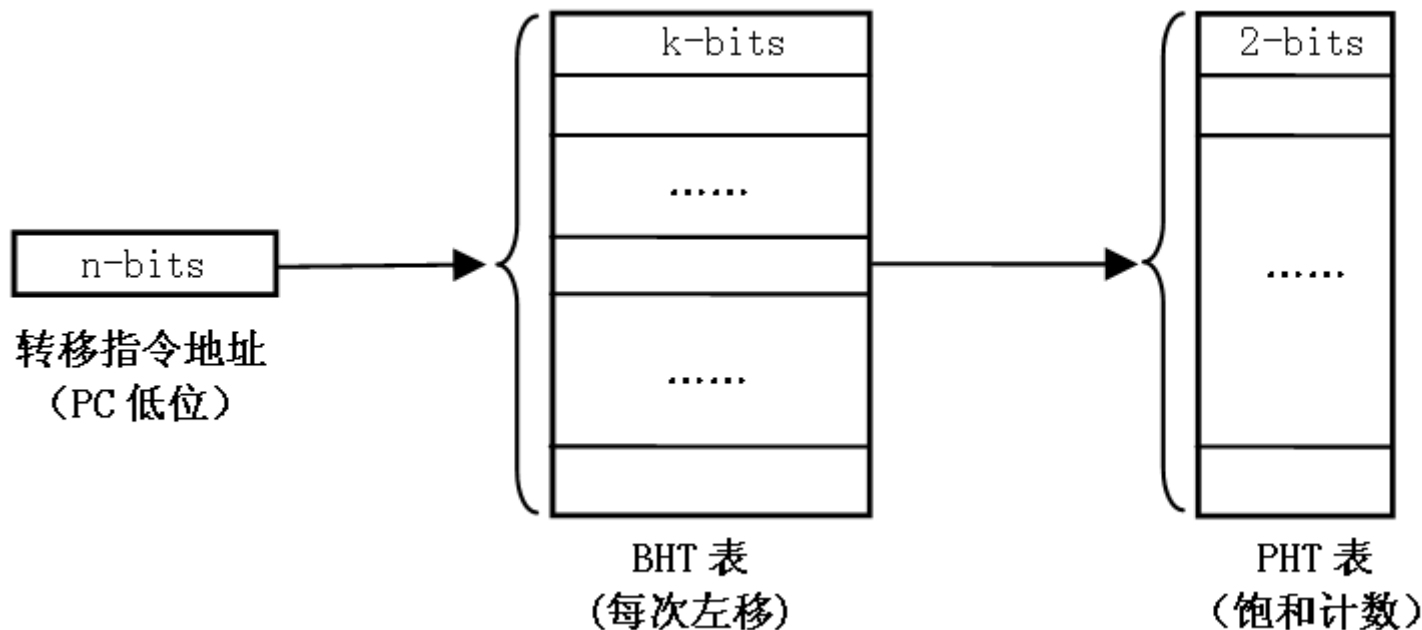 k-bits
2-bits
……
……
n-bits
转移指令地址
（PC 低位）
……
BHT 表
(每次左移)
PHT 表
（饱和计数）